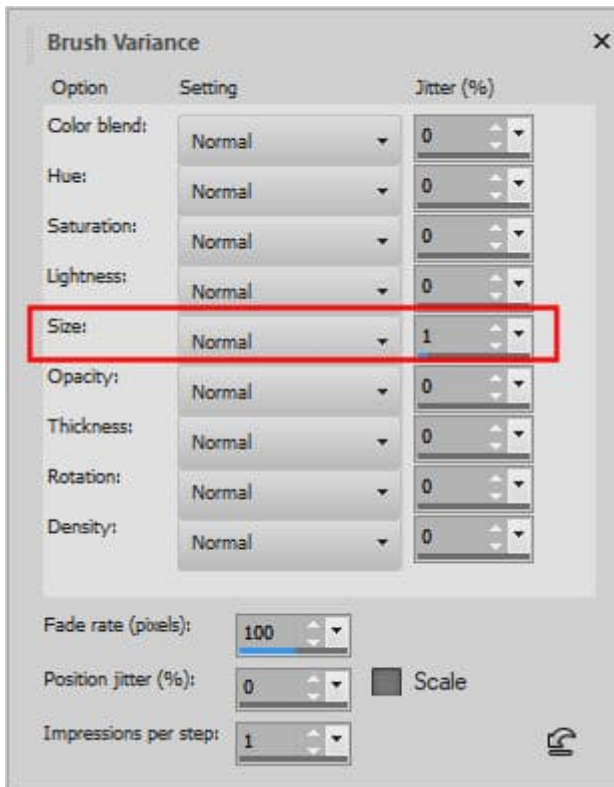 Brush Variance
Option Setting Jitter (%)
Color blend: Normal 0
Hue: Normal 0
Saturation: Normal 0
Lightness: Normal 0
Size: Normal 1
Opacity: Normal 0
Thickness: Normal 0
Rotation: Normal 0
Density: Normal 0
Fade rate (pixels): 100
Position jitter (%): 0 Scale
Impressions per step: 1